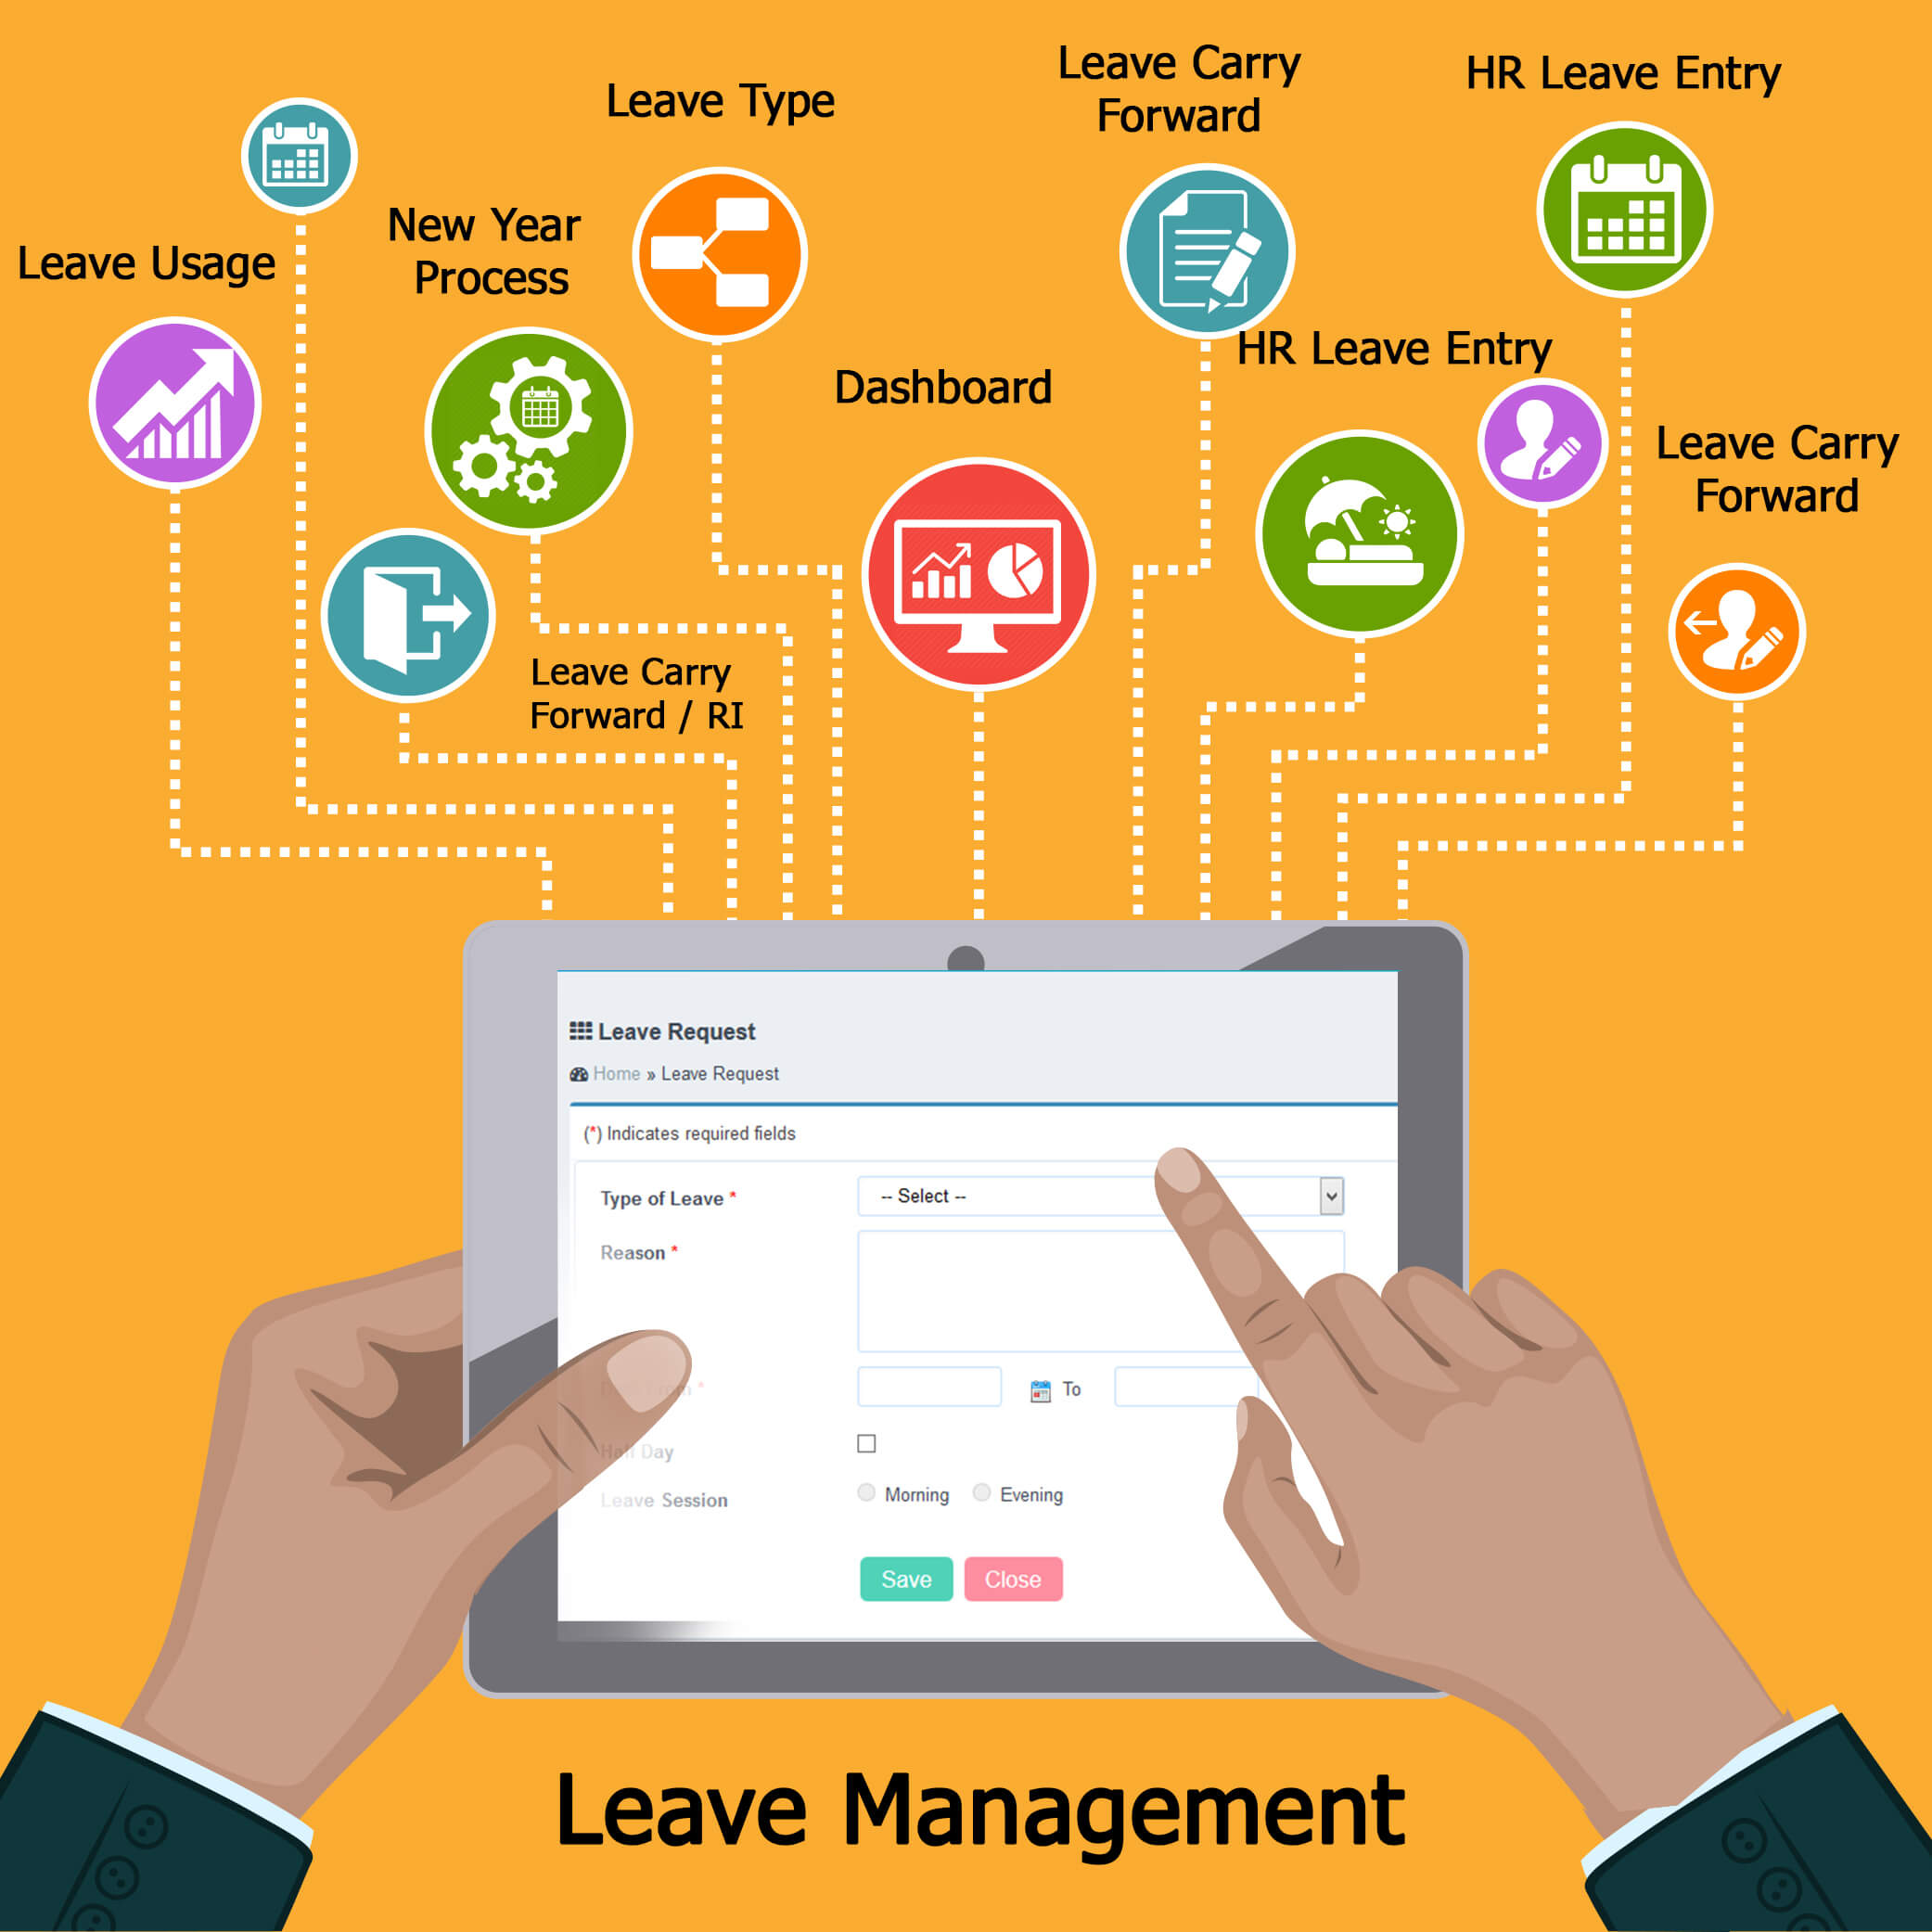 Leave Carry
Forward
HR Leave Entry
Leave Type
New Year
Process
Leave Usage
HR Leave Entry
Dashboard
Leave Carry
Forward
Leave Carry
Forward / RI
Leave Request
Home » Leave Request
(*) Indicates required fields
Type of Leave * -- Select --
Reason *
* To
Half Day
Leave Session Morning Evening
Save Close
Leave Management